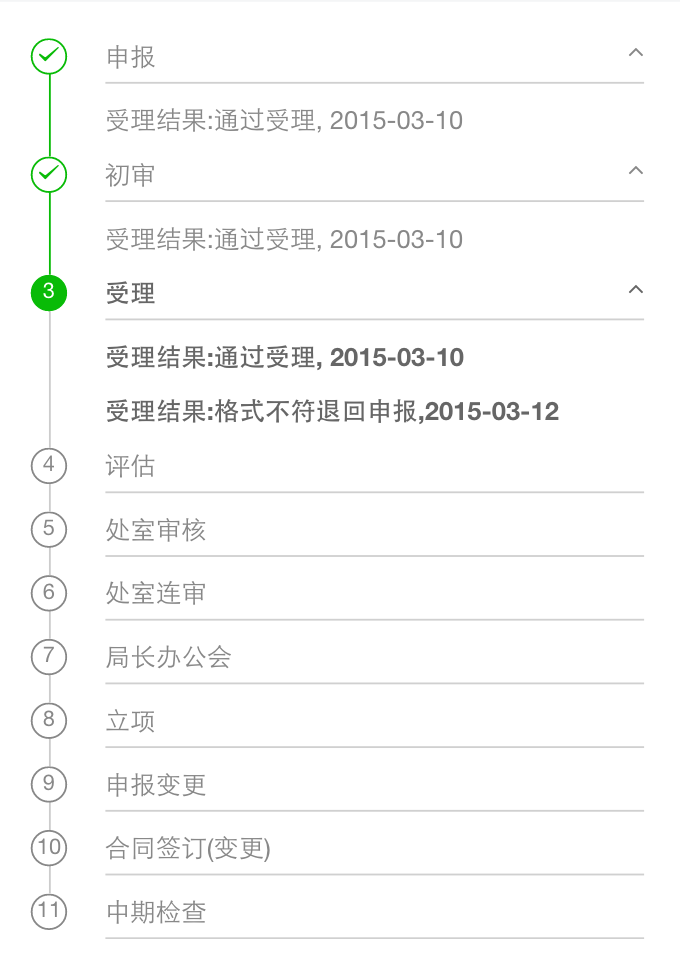 申报
受理结果:通过受理, 2015-03-10
初审
受理结果:通过受理, 2015-03-10
3 受理
受理结果:通过受理, 2015-03-10
受理结果:格式不符退回申报,2015-03-12
4 评估
5 处室审核
6 处室连审
7 局长办公会
8 立项
9 申报变更
10 合同签订(变更)
11 中期检查